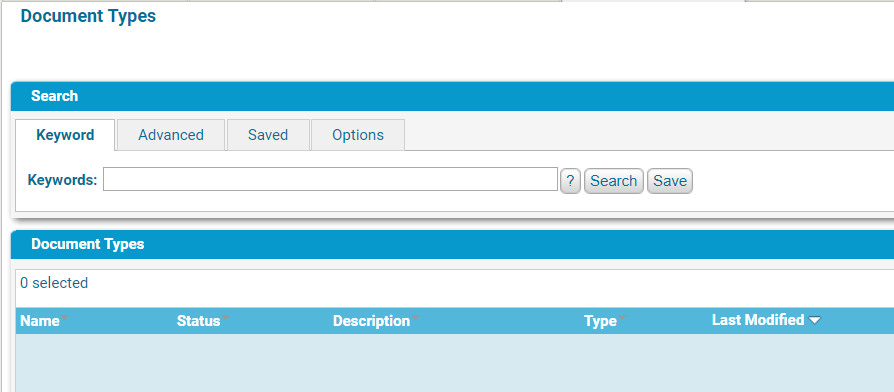 Document Types
Search
Keyword Advanced Saved Options
Keywords: ? Search Save
Document Types
0 selected
Name* Status* Description* Type* Last Modified